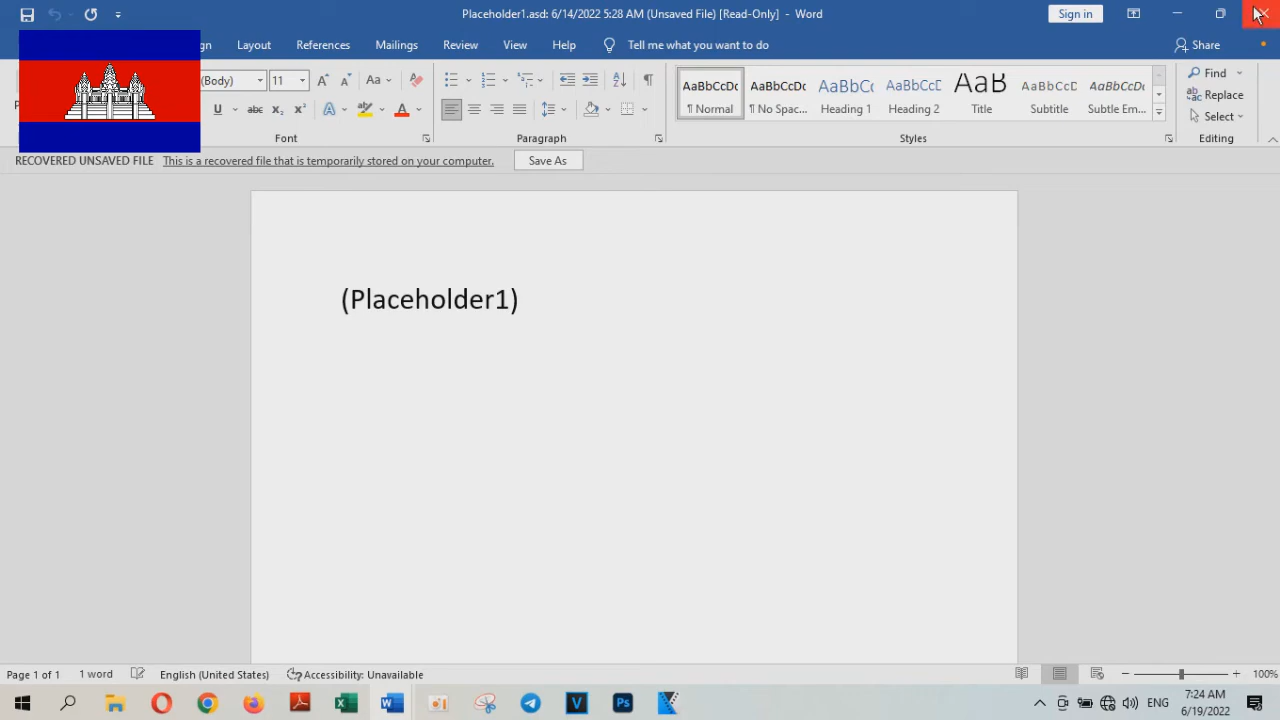 Placeholder1.asd: 6/14/2022 5:28 AM (Unsaved File) [Read-Only] - Word
Sign in
gn Layout References Mailings Review View Help Tell me what you want to do Share
(Body) 11 Aa
AaBbCcDc AaBbCcDc AaBbCc AaBbCcC AaB AaBbCcD AaBbCcDc
¶ Normal ¶ No Spac... Heading 1 Heading 2 Title Subtitle Subtle Em...
Find
Replace
Select
Font Paragraph Styles Editing
RECOVERED UNSAVED FILE This is a recovered file that is temporarily stored on your computer. Save As
(Placeholder1)
Page 1 of 1 1 word English (United States) Accessibility: Unavailable 100%
ENG 7:24 AM
6/19/2022